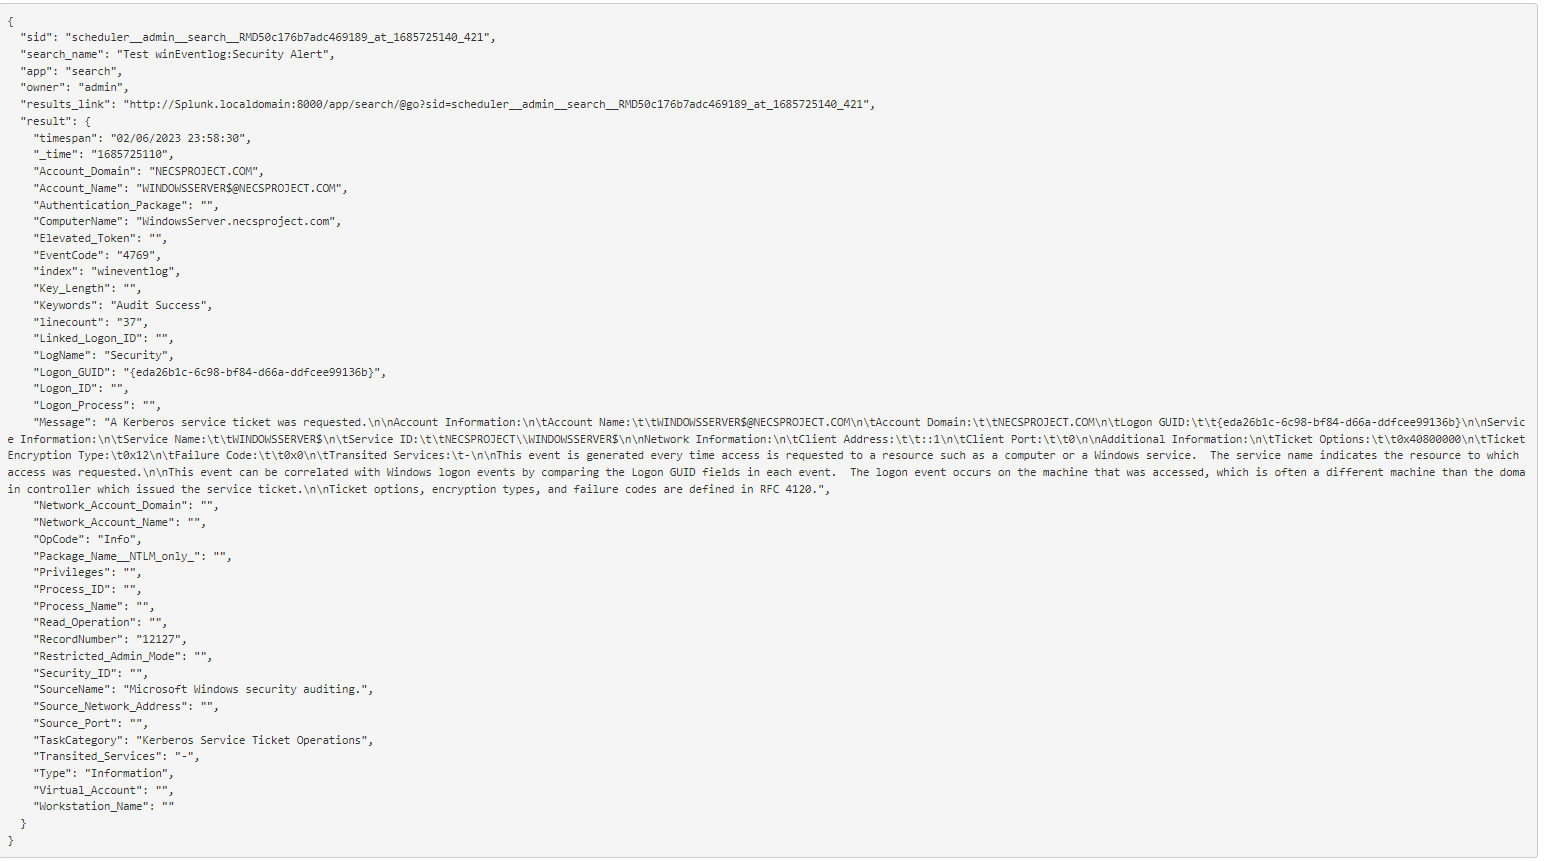 {
  "sid": "scheduler__admin__search__RMD50c176b7adc469189_at_1685725140_421",
  "search_name": "Test winEventlog:Security Alert",
  "app": "search",
  "owner": "admin",
  "results_link": "http://Splunk.localdomain:8000/app/search/@go?sid=scheduler__admin__search__RMD50c176b7adc469189_at_1685725140_421",
  "result": {
    "timespan": "02/06/2023 23:58:30",
    "_time": "1685725110",
    "Account_Domain": "NECSPROJECT.COM",
    "Account_Name": "WINDOWSSERVER$@NECSPROJECT.COM",
    "Authentication_Package": "",
    "ComputerName": "WindowsServer.necsproject.com",
    "Elevated_Token": "",
    "EventCode": "4769",
    "index": "wineventlog",
    "Key_Length": "",
    "Keywords": "Audit Success",
    "linecount": "37",
    "Linked_Logon_ID": "",
    "LogName": "Security",
    "Logon_GUID": "{eda26b1c-6c98-bf84-d66a-ddfcee99136b}",
    "Logon_ID": "",
    "Logon_Process": "",
    "Message": "A Kerberos service ticket was requested.\n\nAccount Information:\n\tAccount Name:\t\tWINDOWSSERVER$@NECSPROJECT.COM\n\tAccount Domain:\t\tNECSPROJECT.COM\n\tLogon GUID:\t\t{eda26b1c-6c98-bf84-d66a-ddfcee99136b}\n\nServic
e Information:\n\tService Name:\t\tWINDOWSSERVER$\n\tService ID:\t\tNECSPROJECT\\WINDOWSSERVER$\n\nNetwork Information:\n\tClient Address:\t\t::1\n\tClient Port:\t\t0\n\nAdditional Information:\n\tTicket Options:\t\t0x40800000\n\tTicket
Encryption Type:\t0x12\n\tFailure Code:\t\t0x0\n\tTransited Services:\t-\n\nThis event is generated every time access is requested to a resource such as a computer or a Windows service.  The service name indicates the resource to which
access was requested.\n\nThis event can be correlated with Windows logon events by comparing the Logon GUID fields in each event.  The logon event occurs on the machine that was accessed, which is often a different machine than the doma
in controller which issued the service ticket.\n\nTicket options, encryption types, and failure codes are defined in RFC 4120.",
    "Network_Account_Domain": "",
    "Network_Account_Name": "",
    "OpCode": "Info",
    "Package_Name__NTLM_only_": "",
    "Privileges": "",
    "Process_ID": "",
    "Process_Name": "",
    "Read_Operation": "",
    "RecordNumber": "12127",
    "Restricted_Admin_Mode": "",
    "Security_ID": "",
    "SourceName": "Microsoft Windows security auditing.",
    "Source_Network_Address": "",
    "Source_Port": "",
    "TaskCategory": "Kerberos Service Ticket Operations",
    "Transited_Services": "-",
    "Type": "Information",
    "Virtual_Account": "",
    "Workstation_Name": ""
  }
}